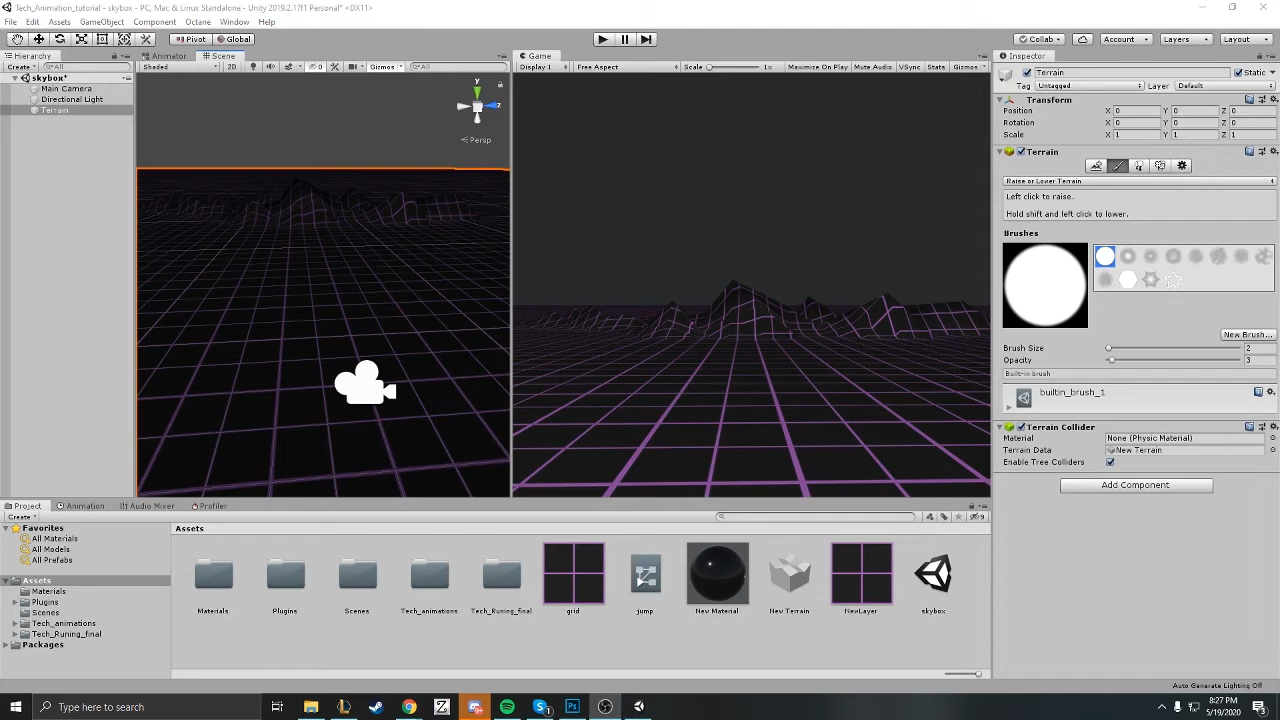 Tech_Animation_tutorial - skybox - PC, Mac & Linux Standalone - Unity 2019.2.17f1 Personal* <DX11>
File Edit Assets GameObject Component Octane Window Help
Pivot Global Collab Account Layers Layout
Hierarchy Animator Scene Game Inspector
Create All Shaded 2D 0 Gizmos All Display 1 Free Aspect Scale 1x Maximize On Play Mute Audio VSync Stats Gizmos
skybox*
Main Camera
Directional Light
Terrain
y
z
Persp
Terrain Static
Tag Untagged Layer Default
Transform
Position X 0 Y 0 Z 0
Rotation X 0 Y 0 Z 0
Scale X 1 Y 1 Z 1
Terrain
Raise or Lower Terrain
Left click to raise.
Hold shift and left click to lower.
Brushes
New Brush...
Brush Size 2
Opacity 3
Built-in brush
builtin_brush_1
Terrain Collider
Material None (Physic Material)
Terrain Data New Terrain
Enable Tree Colliders
Add Component
Project Animation Audio Mixer Profiler
Create 9
Favorites
All Materials
All Models
All Prefabs
Assets
Materials
Plugins
Scenes
Tech_animations
Tech_Runing_final
Packages
Assets
Materials Plugins Scenes Tech_animations Tech_Runing_final grid jump New Material New Terrain NewLayer skybox
Auto Generate Lighting Off
Type here to search
8:27 PM
5/19/2020